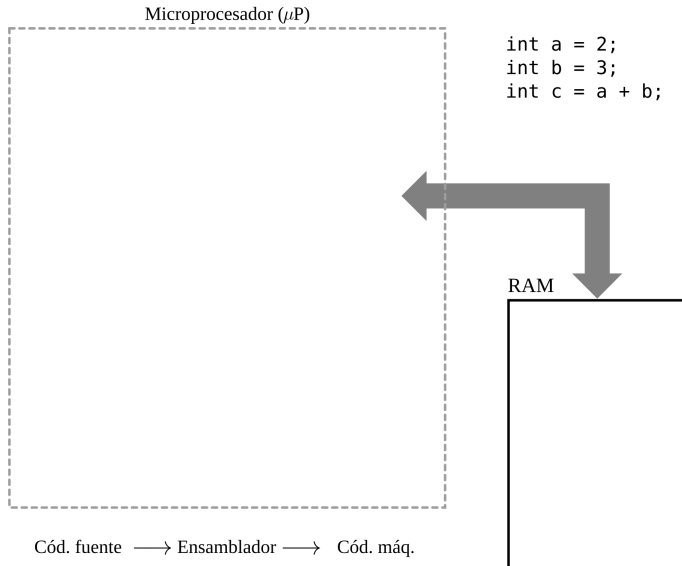 Microprocesador (μP)
int a = 2;
int b = 3;
int c = a + b;
RAM
Cód. fuente ⟶ Ensamblador ⟶ Cód. máq.